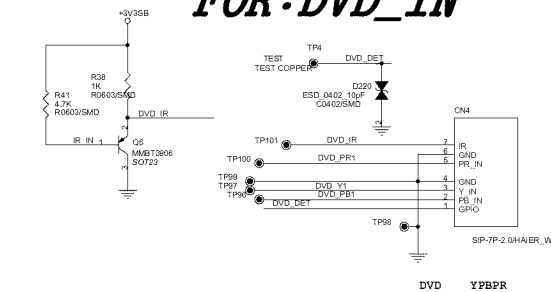 FOR:DVD_IN
+3V3SB
R41
4.7K
R0603/SMD
R38
1K
R0603/SMD
DVD_IR
IR_IN 1
2
3
Q5
MMBT3906
SOT23
TP4
TEST
TEST COPPER
DVD_DET
D220
ESD_0402_10pF
C0402/SMD
2
CN4
TP101 DVD_IR 7 IR
6 GND
TP100 DVD_PR1 5 PR_IN
TP99 4 GND
TP97 DVD_Y1 3 Y_IN
TP96 DVD_PB1 2 PB_IN
DVD_DET 1 GPIO
TP98
SIP-7P-2.0/HAIER_W
DVD YPBPR